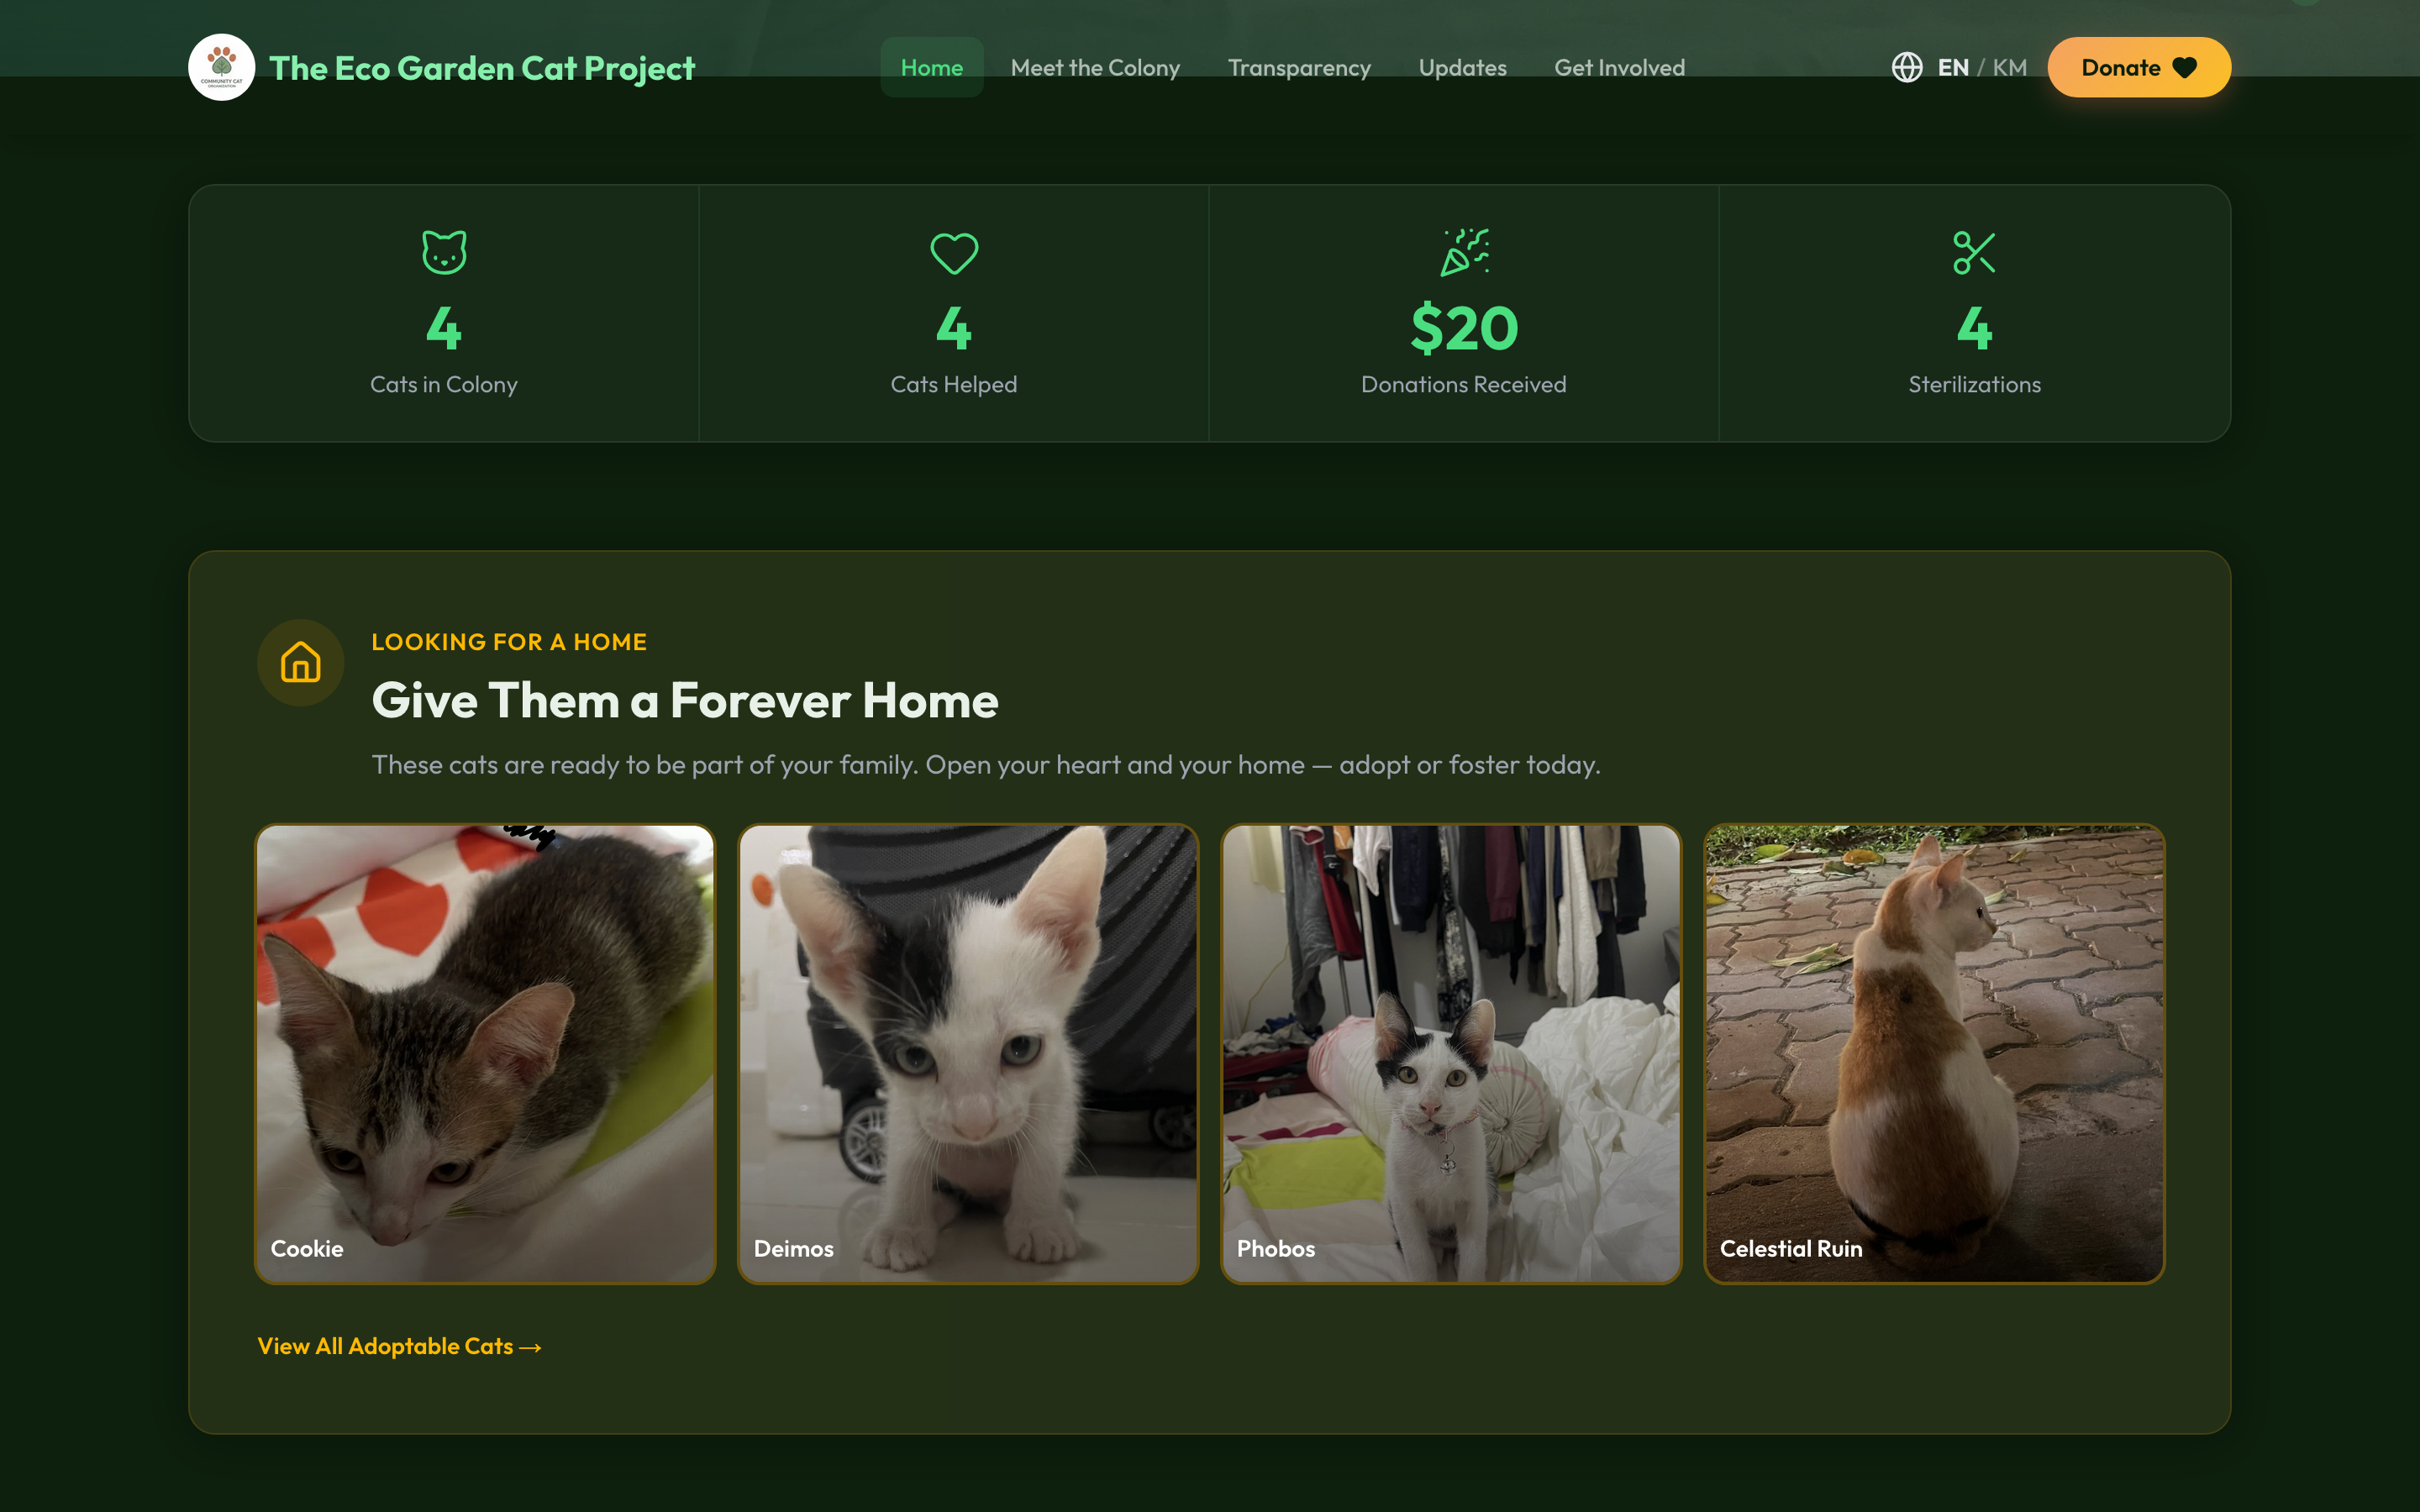 COMMUNITY CAT
ORGANIZATION
The Eco Garden Cat Project
Home
Meet the Colony
Transparency
Updates
Get Involved
EN / KM
Donate
4
Cats in Colony
4
Cats Helped
$20
Donations Received
4
Sterilizations
LOOKING FOR A HOME
Give Them a Forever Home
These cats are ready to be part of your family. Open your heart and your home — adopt or foster today.
Cookie
Deimos
Phobos
Celestial Ruin
View All Adoptable Cats →